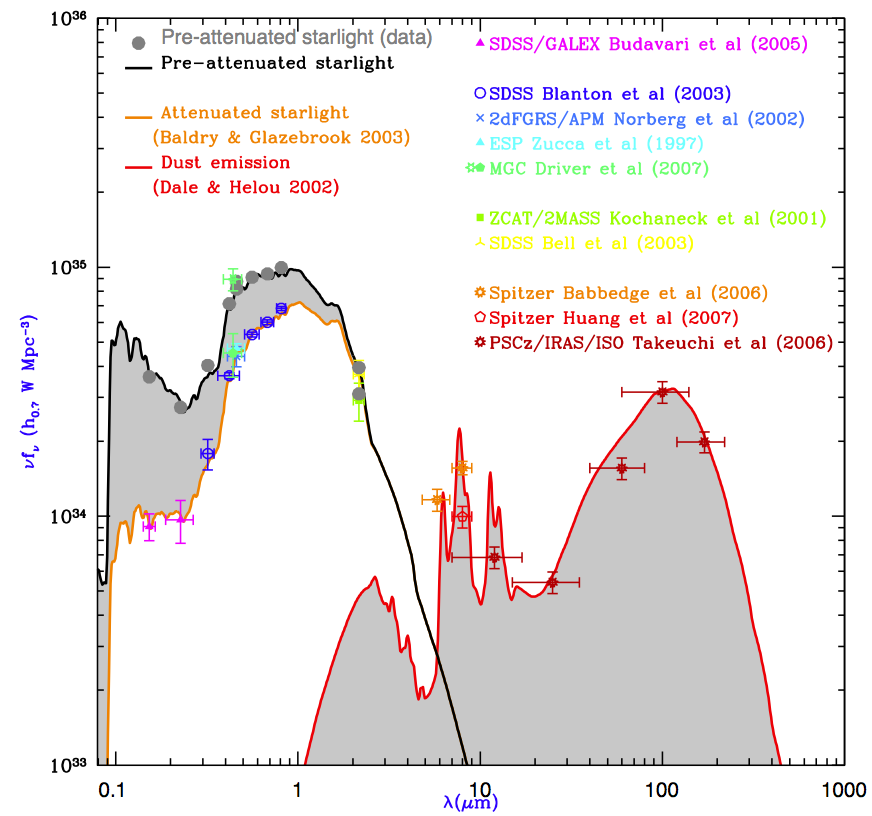 10³⁶
Pre-attenuated starlight (data)
Pre-attenuated starlight
Attenuated starlight
(Baldry & Glazebrook 2003)
Dust emission
(Dale & Helou 2002)
SDSS/GALEX Budavari et al (2005)
SDSS Blanton et al (2003)
2dFGRS/APM Norberg et al (2002)
ESP Zucca et al (1997)
MGC Driver et al (2007)
ZCAT/2MASS Kochaneck et al (2001)
SDSS Bell et al (2003)
Spitzer Babbedge et al (2006)
Spitzer Huang et al (2007)
PSCz/IRAS/ISO Takeuchi et al (2006)
10³⁵
νfᵥ (h₀.₇ W Mpc⁻³)
10³⁴
10³³
0.1 1 10 100 1000
λ(μm)